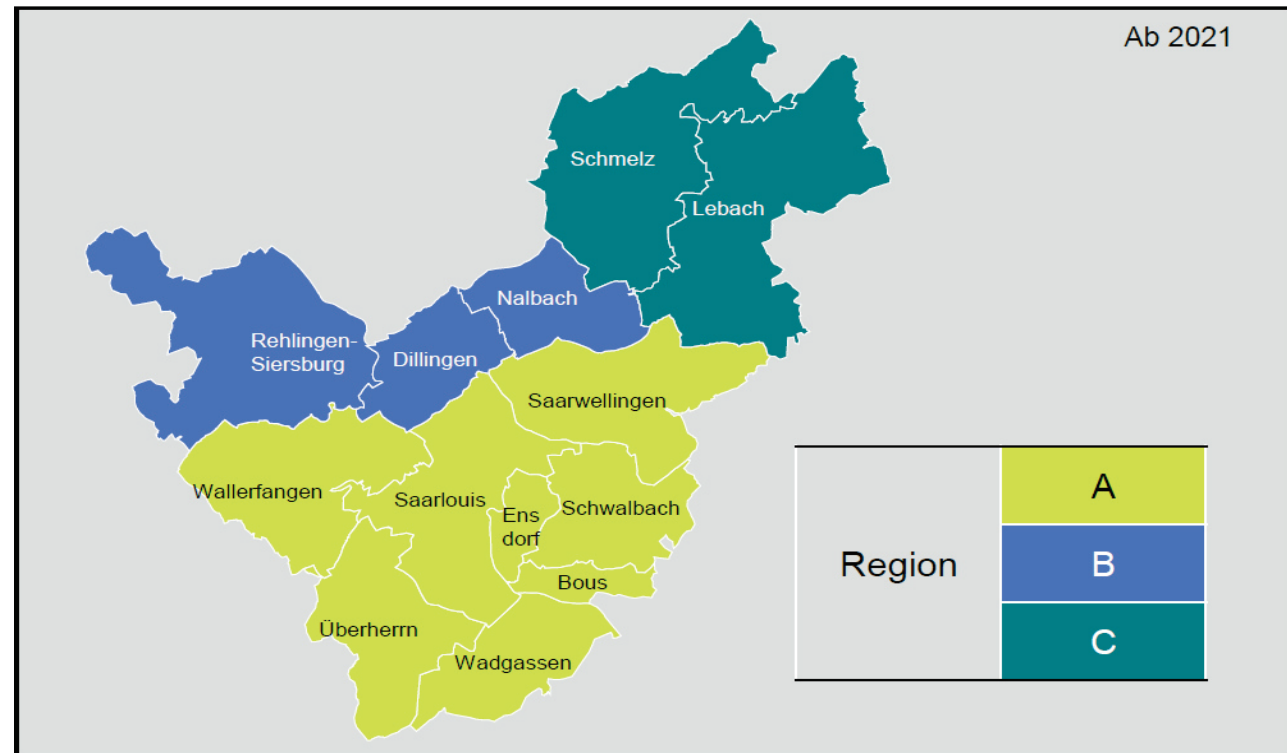 Ab 2021
Schmelz
Lebach
Nalbach
Rehlingen-
Siersburg
Dillingen
Saarwellingen
Wallerfangen
Saarlouis
Ens
dorf
Schwalbach
Bous
Überherrn
Wadgassen
Region
A
B
C